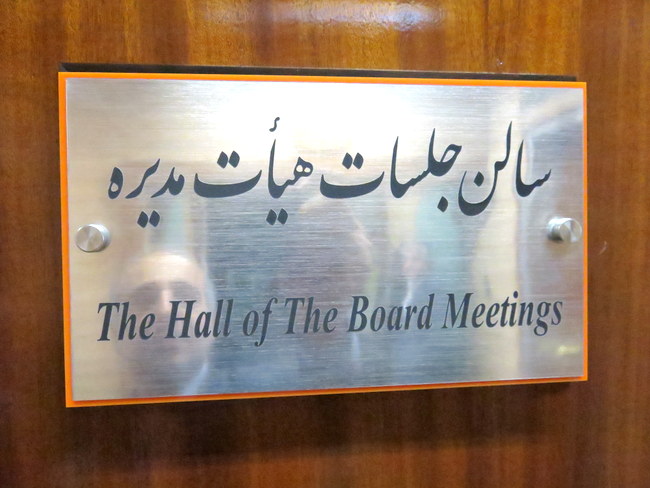 سالن جلسات هیأت مدیره
The Hall of The Board Meetings